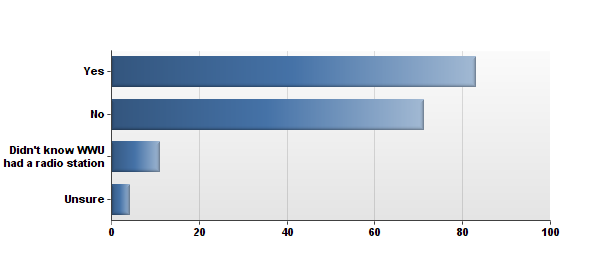 Yes
No
Didn't know WWU
had a radio station
Unsure
0 20 40 60 80 100